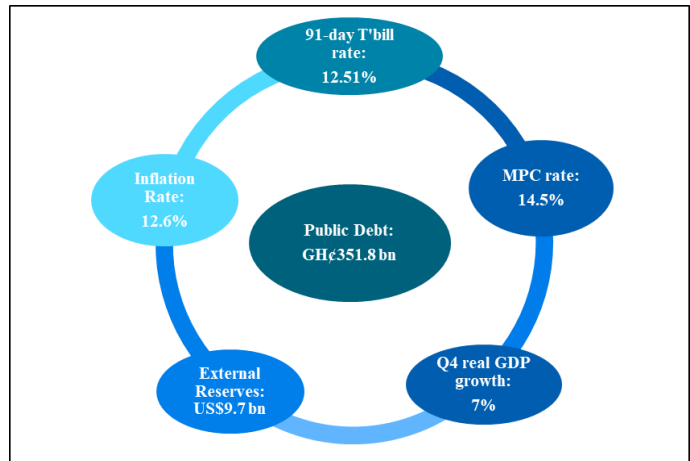 91-day T'bill
rate:
12.51%
MPC rate:
14.5%
Inflation
Rate:
12.6%
Public Debt:
GH¢351.8 bn
External
Reserves:
US$9.7 bn
Q4 real GDP
growth:
7%